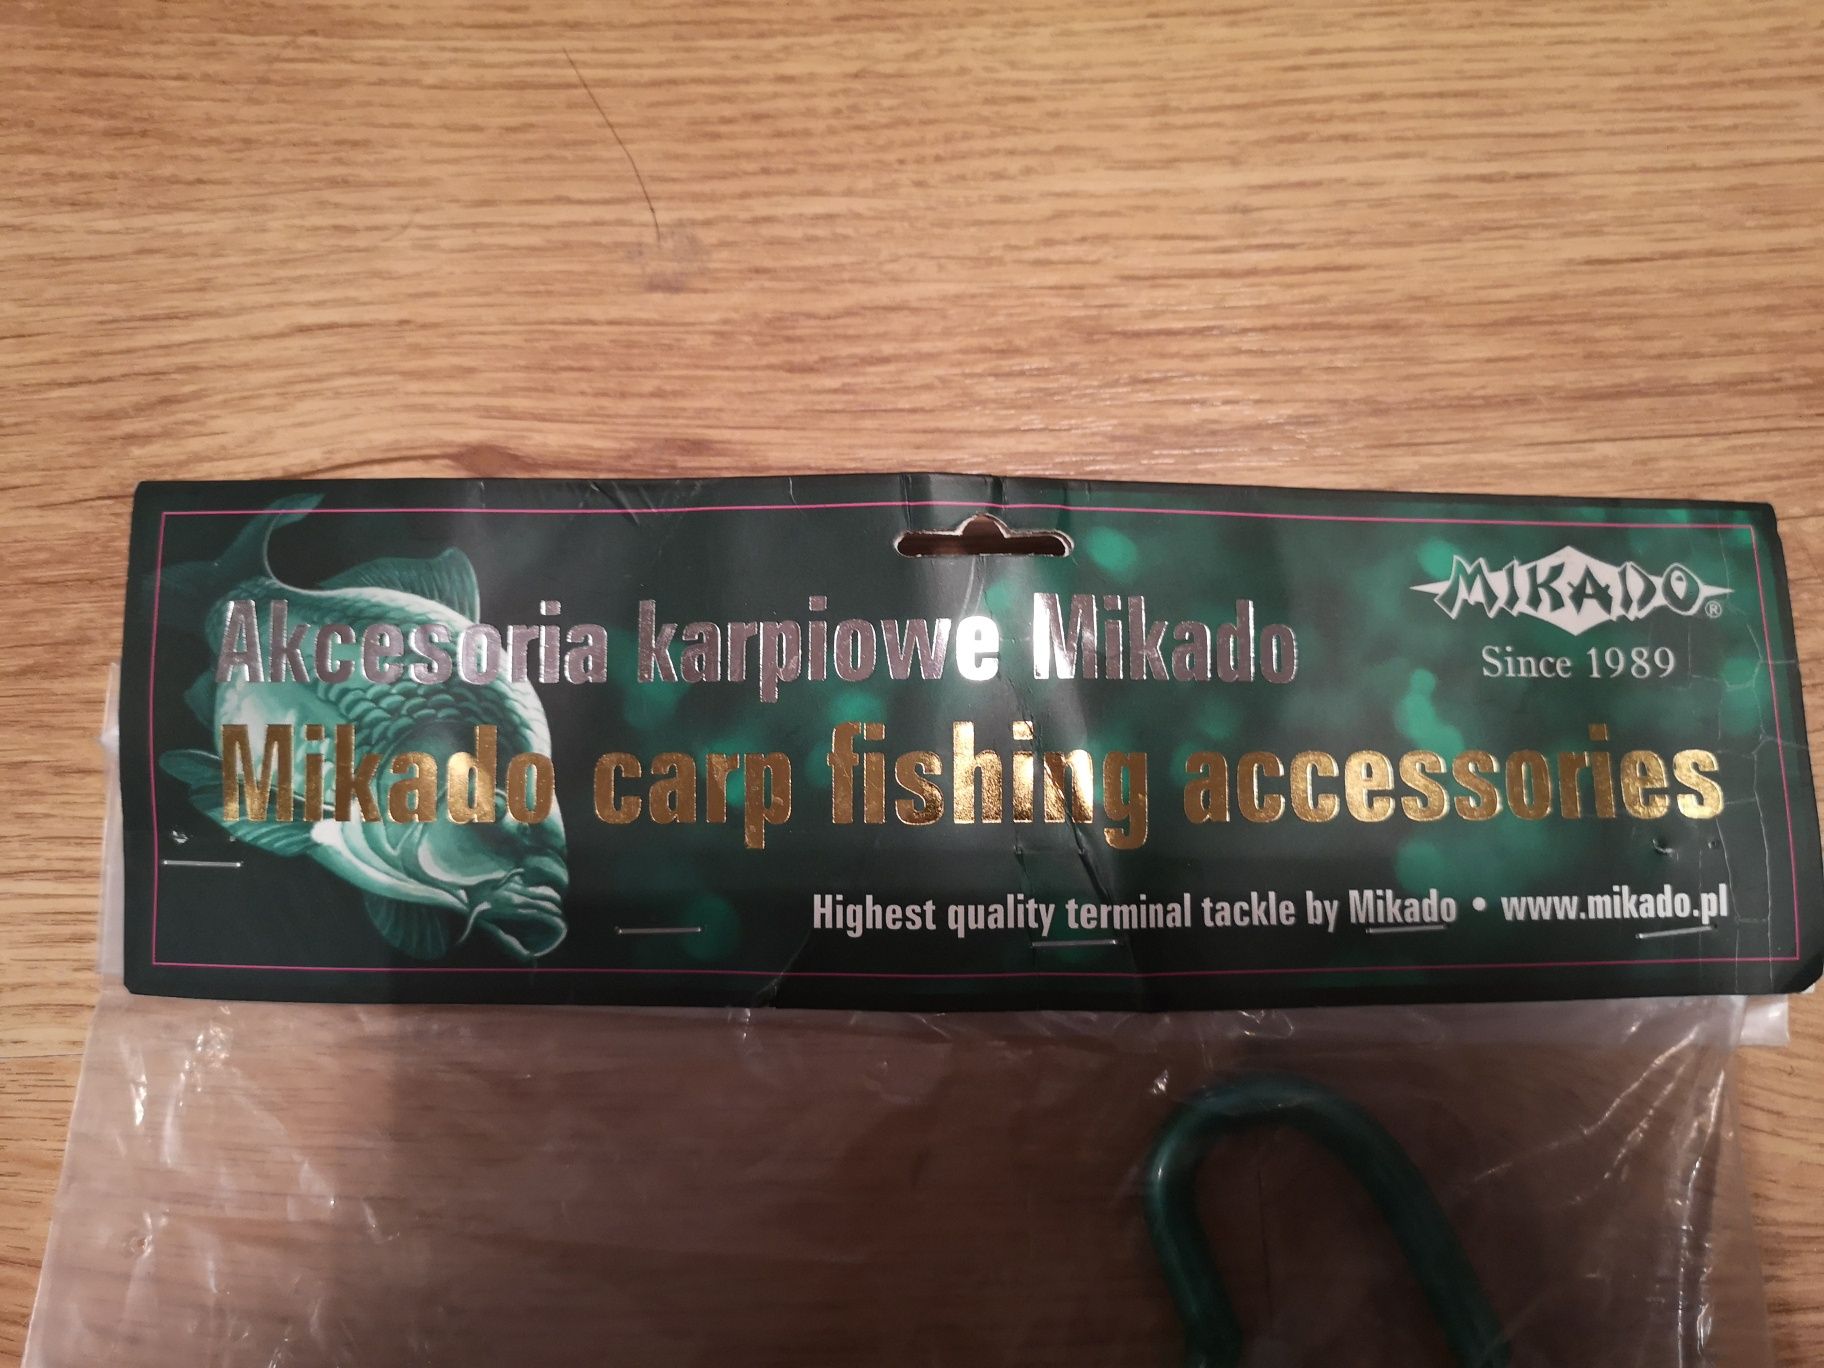 MIKADO®
Since 1989
Akcesoria karpiowe Mikado
Mikado carp fishing accessories
Highest quality terminal tackle by Mikado • www.mikado.pl